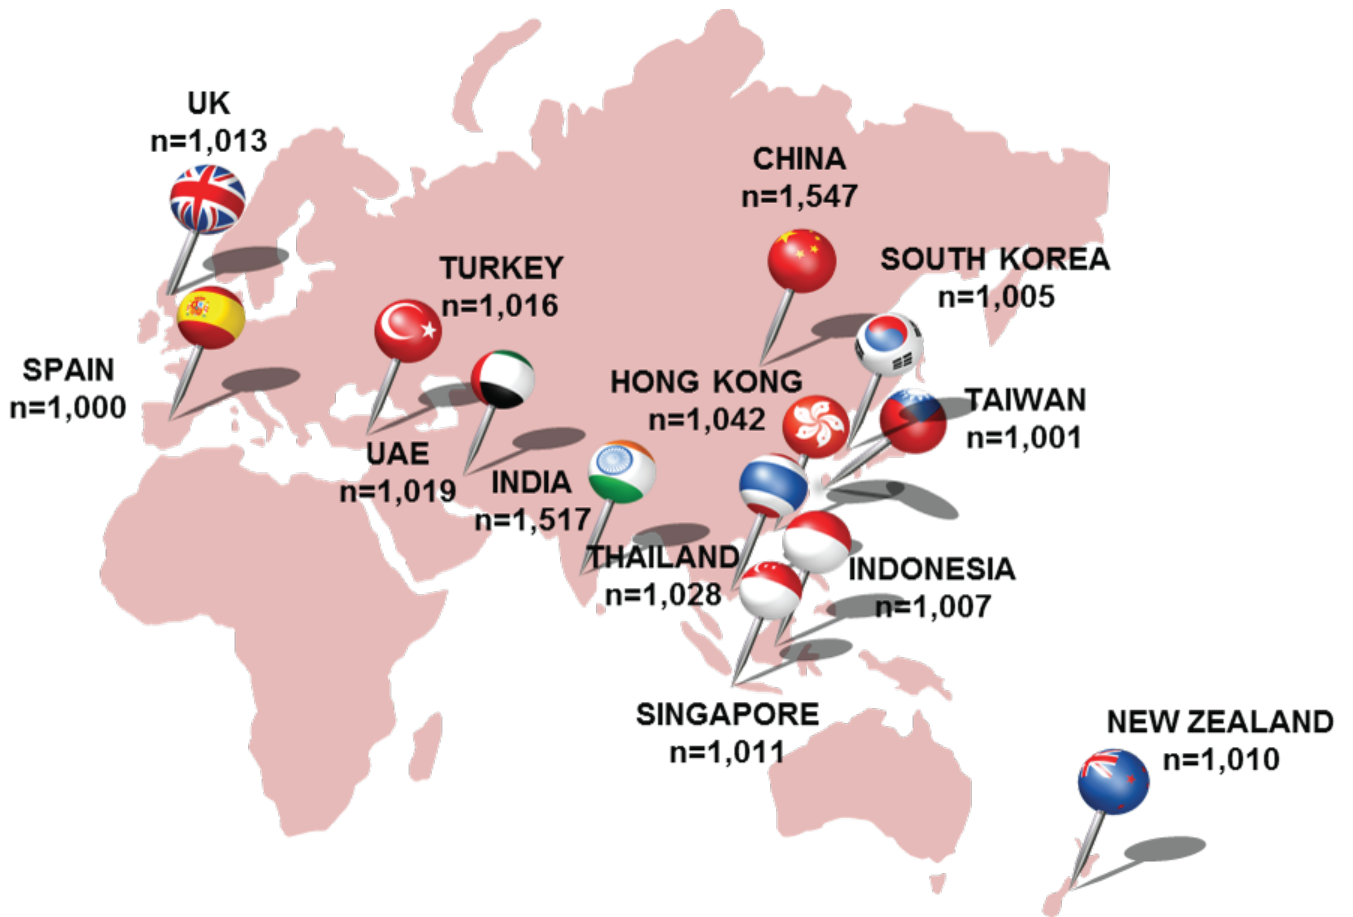 UK
n=1,013
CHINA
n=1,547
SOUTH KOREA
n=1,005
TURKEY
n=1,016
SPAIN
n=1,000
HONG KONG
n=1,042
TAIWAN
n=1,001
UAE
n=1,019
INDIA
n=1,517
THAILAND
n=1,028
INDONESIA
n=1,007
SINGAPORE
n=1,011
NEW ZEALAND
n=1,010